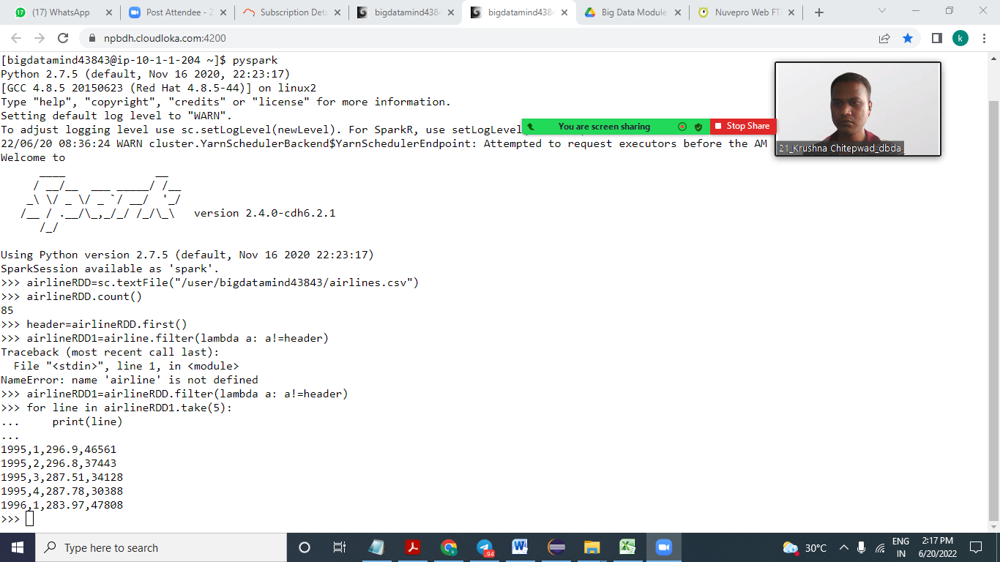 (17) WhatsApp
Post Attendee - Z
Subscription Deta
bigdatamind4384
bigdatamind4384
Big Data Module
Nuvepro Web FT
npbdh.cloudloka.com:4200
k
[bigdatamind43843@ip-10-1-1-204 ~]$ pyspark
Python 2.7.5 (default, Nov 16 2020, 22:23:17)
[GCC 4.8.5 20150623 (Red Hat 4.8.5-44)] on linux2
Type "help", "copyright", "credits" or "license" for more information.
Setting default log level to "WARN".
To adjust logging level use sc.setLogLevel(newLevel). For SparkR, use setLogLevel
You are screen sharing
Stop Share
22/06/20 08:36:24 WARN cluster.YarnSchedulerBackend$YarnSchedulerEndpoint: Attempted to request executors before the AM
21_Krushna Chitepwad_dbda
Welcome to
      ____              __
     / __/__  ___ _____/ /__
    _\ \/ _ \/ _ `/ __/  '_/
   /__ / .__/\_,_/_/ /_/\_\   version 2.4.0-cdh6.2.1
      /_/
Using Python version 2.7.5 (default, Nov 16 2020 22:23:17)
SparkSession available as 'spark'.
>>> airlineRDD=sc.textFile("/user/bigdatamind43843/airlines.csv")
>>> airlineRDD.count()
85
>>> header=airlineRDD.first()
>>> airlineRDD1=airline.filter(lambda a: a!=header)
Traceback (most recent call last):
  File "<stdin>", line 1, in <module>
NameError: name 'airline' is not defined
>>> airlineRDD1=airlineRDD.filter(lambda a: a!=header)
>>> for line in airlineRDD1.take(5):
...     print(line)
...
1995,1,296.9,46561
1995,2,296.8,37443
1995,3,287.51,34128
1995,4,287.78,30388
1996,1,283.97,47808
>>>
Type here to search
.94
30°C
ENG
IN
2:17 PM
6/20/2022